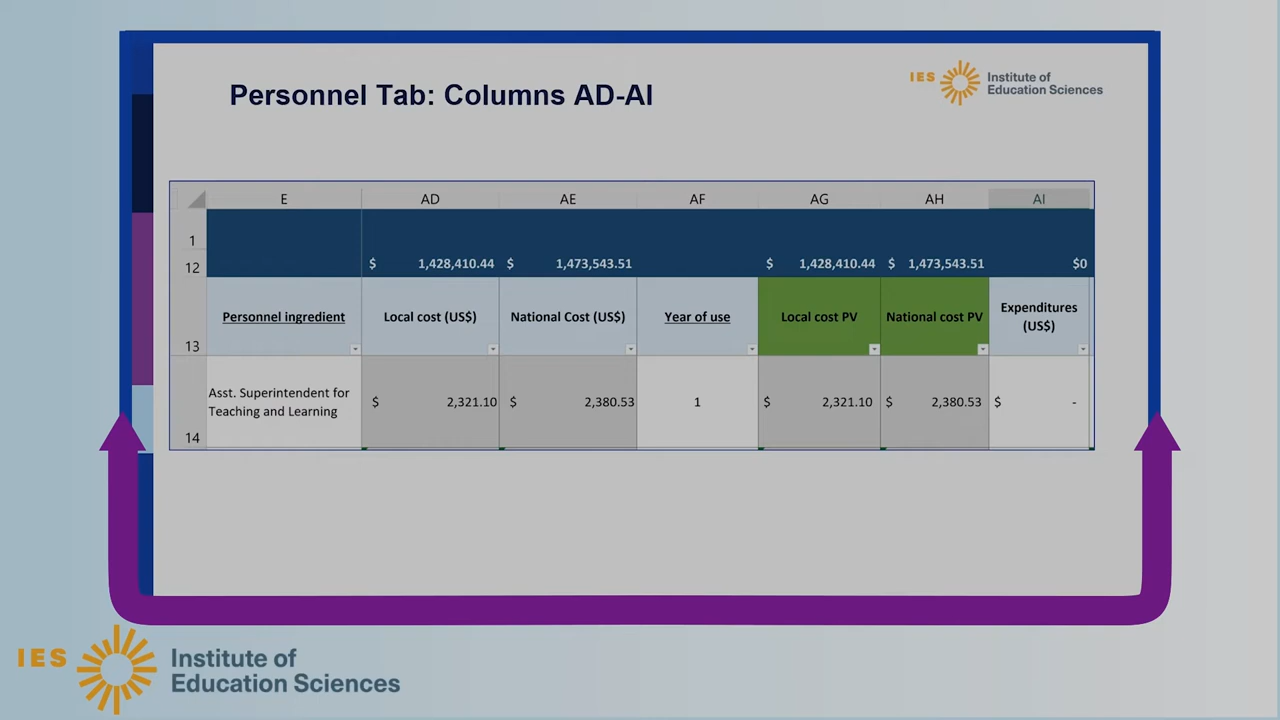 Personnel Tab: Columns AD-AI
IES Institute of
Education Sciences
E AD AE AF AG AH AI
1
12 $ 1,428,410.44 $ 1,473,543.51 $ 1,428,410.44 $ 1,473,543.51 $0
13 Personnel ingredient Local cost (US$) National Cost (US$) Year of use Local cost PV National cost PV Expenditures
(US$)
Asst. Superintendent for
Teaching and Learning $ 2,321.10 $ 2,380.53 1 $ 2,321.10 $ 2,380.53 $ -
14
IES Institute of
Education Sciences